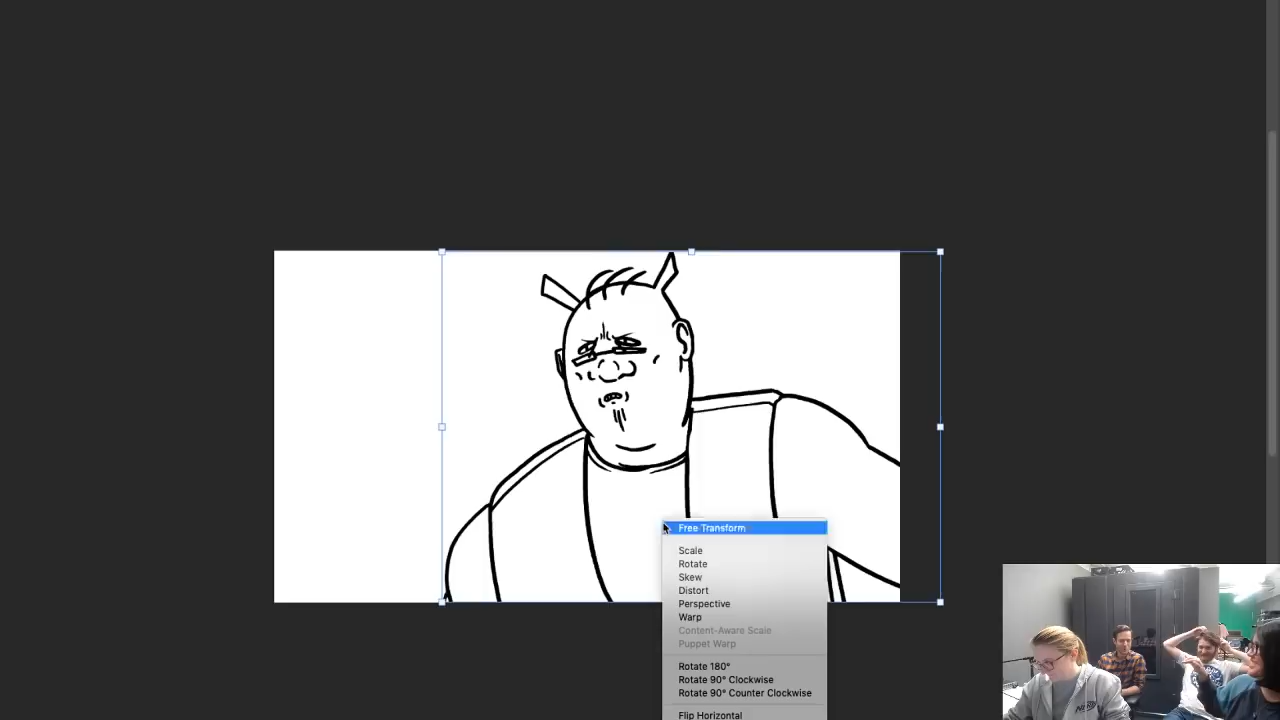 Free Transform
Scale
Rotate
Skew
Distort
Perspective
Warp
Content-Aware Scale
Puppet Warp
Rotate 180°
Rotate 90° Clockwise
Rotate 90° Counter Clockwise
Flip Horizontal